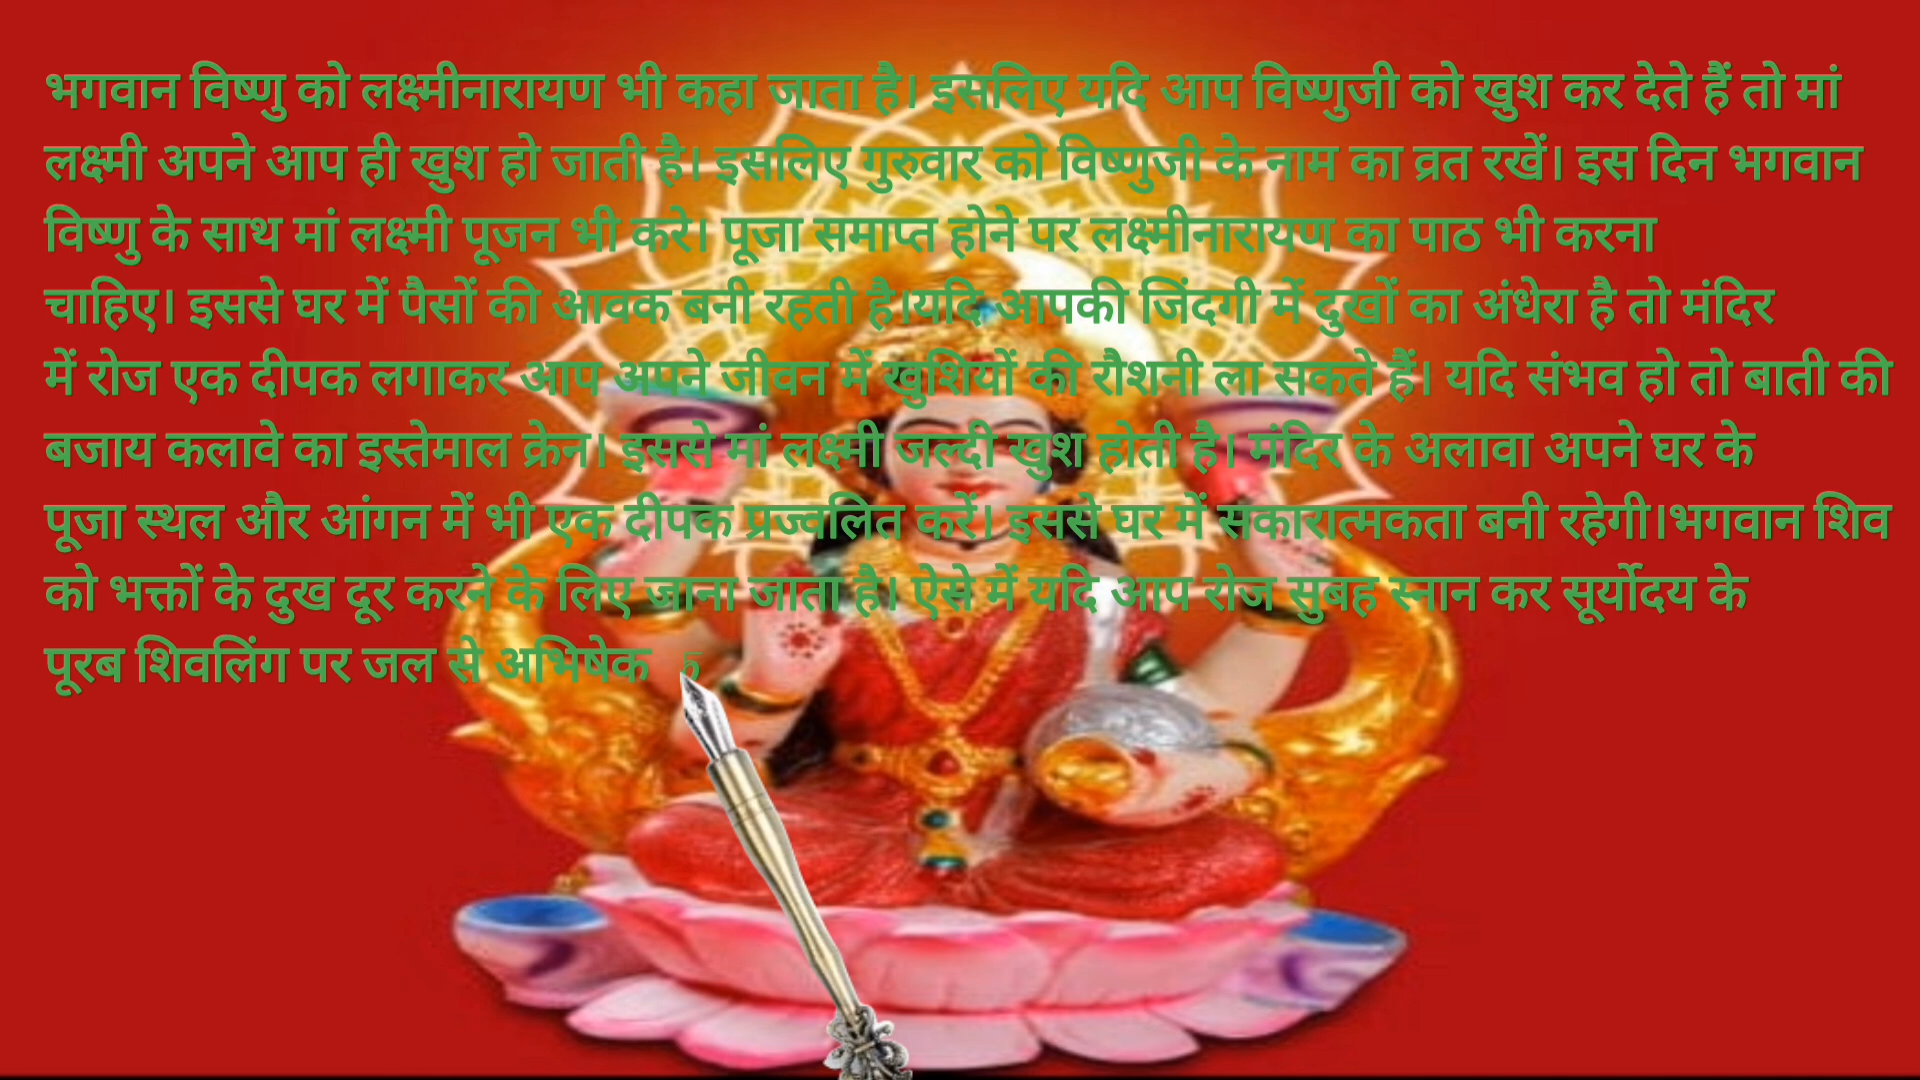 भगवान विष्णु को लक्ष्मीनारायण भी कहा जाता है। इसलिए यदि आप विष्णुजी को खुश कर देते हैं तो मां
लक्ष्मी अपने आप ही खुश हो जाती है। इसलिए गुरुवार को विष्णुजी के नाम का व्रत रखें। इस दिन भगवान
विष्णु के साथ मां लक्ष्मी पूजन भी करे। पूजा समाप्त होने पर लक्ष्मीनारायण का पाठ भी करना
चाहिए। इससे घर में पैसों की आवक बनी रहती है।यदि आपकी जिंदगी में दुखों का अंधेरा है तो मंदिर
में रोज एक दीपक लगाकर आप अपने जीवन में खुशियों की रौशनी ला सकते हैं। यदि संभव हो तो बाती की
बजाय कलावे का इस्तेमाल क्रेन। इससे मां लक्ष्मी जल्दी खुश होती है। मंदिर के अलावा अपने घर के
पूजा स्थल और आंगन में भी एक दीपक प्रज्वलित करें। इससे घर में सकारात्मकता बनी रहेगी।भगवान शिव
को भक्तों के दुख दूर करने के लिए जाना जाता है। ऐसे में यदि आप रोज सुबह स्नान कर सूर्योदय के
पूरब शिवलिंग पर जल से अभिषेक